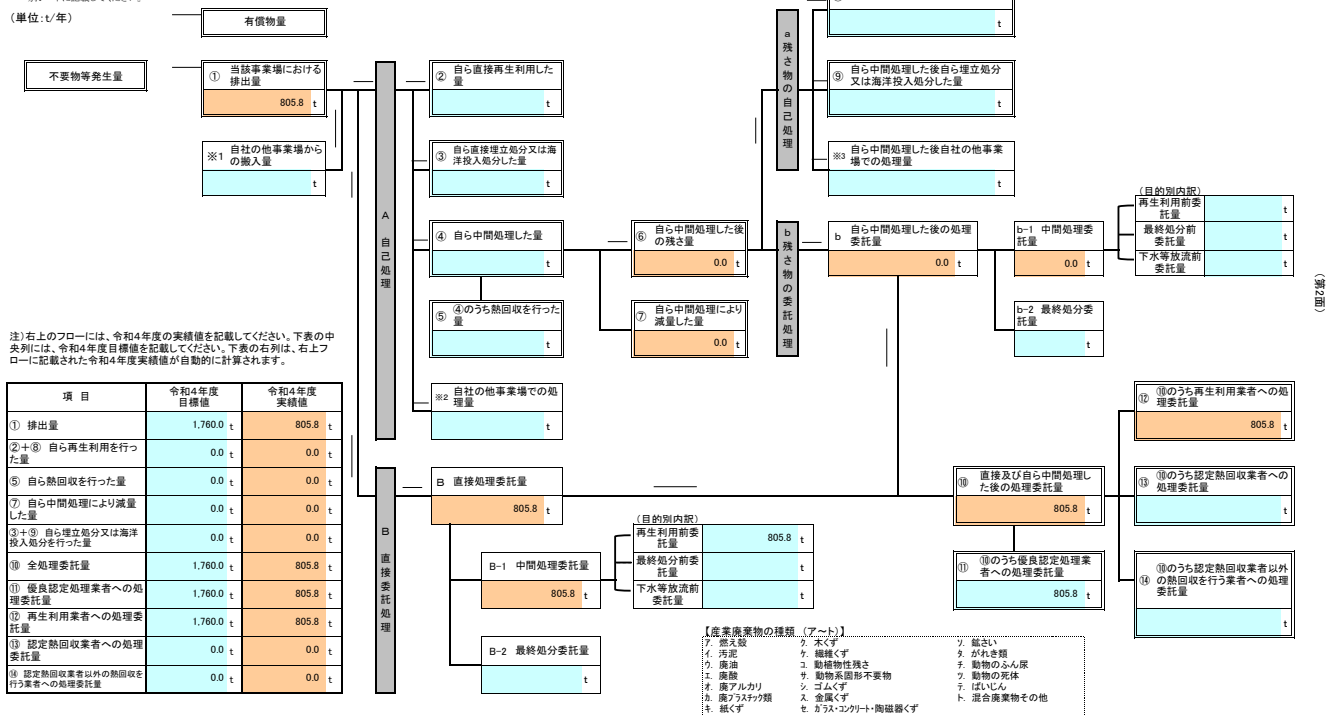 (単位:t/年)
有償物量
不要物等発生量
① 当該事業場における
排出量
805.8 t
※1 自社の他事業場から
の搬入量
t
A
自
己
処
理
② 自ら直接再生利用した
量
t
③ 自ら直接埋立処分又は海
洋投入処分した量
t
④ 自ら中間処理した量
t
⑤ ④のうち熱回収を行った
量
t
※2 自社の他事業場での処
理量
t
⑥ 自ら中間処理した後
の残さ量
0.0 t
⑦ 自ら中間処理により
減量した量
0.0 t
a
残
さ
物
の
自
己
処
理
t
⑨ 自ら中間処理した後自ら埋立処分
又は海洋投入処分した量
t
※3 自ら中間処理した後自社の他事業
場での処理量
t
b
残
さ
物
の
委
託
処
理
b 自ら中間処理した後の処理
委託量
0.0 t
b-1 中間処理委
託量
0.0 t
b-2 最終処分委
託量
t
(目的別内訳)
再生利用前委
託量 t
最終処分前
委託量 t
下水等放流前
委託量 t
(第2面)
注)右上のフローには、令和4年度の実績値を記載してください。下表の中
央列には、令和4年度目標値を記載してください。下表の右列は、右上フ
ローに記載された令和4年度実績値が自動的に計算されます。
項 目 令和4年度 目標値 令和4年度 実績値
① 排出量 1,760.0 t 805.8 t
②+⑧ 自ら再生利用を行っ
た量 0.0 t 0.0 t
⑤ 自ら熱回収を行った量 0.0 t 0.0 t
⑦ 自ら中間処理により減量
した量 0.0 t 0.0 t
③+⑨ 自ら埋立処分又は海洋
投入処分を行った量 0.0 t 0.0 t
⑩ 全処理委託量 1,760.0 t 805.8 t
⑪ 優良認定処理業者への処
理委託量 1,760.0 t 805.8 t
⑫ 再生利用業者への処理委
託量 1,760.0 t 805.8 t
⑬ 認定熱回収業者への処理
委託量 0.0 t 0.0 t
⑭ 認定熱回収業者以外の熱回収を
行う業者への処理委託量 0.0 t 0.0 t
B
直
接
委
託
処
理
B 直接処理委託量
805.8 t
B-1 中間処理委託量
805.8 t
B-2 最終処分委託量
t
(目的別内訳)
再生利用前委
託量 805.8 t
最終処分前委
託量 t
下水等放流前
委託量 t
⑩ 直接及び自ら中間処理し
た後の処理委託量
805.8 t
⑪ ⑩のうち優良認定処理業
者への処理委託量
805.8 t
⑫ ⑩のうち再生利用業者への処
理委託量
805.8 t
⑬ ⑩のうち認定熱回収業者への
処理委託量
t
⑭ ⑩のうち認定熱回収業者以外
の熱回収を行う業者への処理
委託量
t
【産業廃棄物の種類 (ア~ト)】
ア. 燃え殻 ク. 木くず ソ. 鉱さい
イ. 汚泥 ケ. 繊維くず タ. がれき類
ウ. 廃油 コ. 動植物性残さ チ. 動物のふん尿
エ. 廃酸 サ. 動物系固形不要物 ツ. 動物の死体
オ. 廃アルカリ シ. ゴムくず テ. ばいじん
カ. 廃プラスチック類 ス. 金属くず ト. 混合廃棄物その他
キ. 紙くず セ. ガラス・コンクリート・陶磁器くず